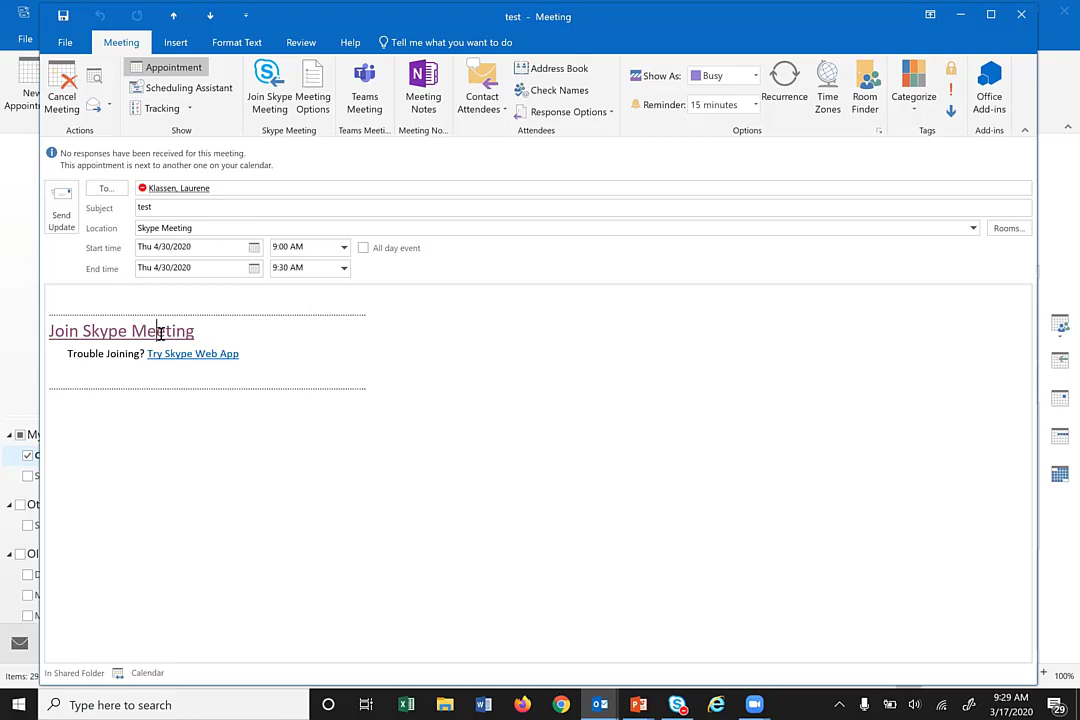 test - Meeting
File
File
Meeting
Insert
Format Text
Review
Help
Tell me what you want to do
New
Cancel
Meeting
Actions
Appointment
Scheduling Assistant
Tracking
Show
Join Skype
Meeting
Meeting
Options
Skype Meeting
Teams
Meeting
Teams Meeti...
Meeting
Notes
Meeting No...
Contact
Attendees
Address Book
Check Names
Response Options
Attendees
Show As:
Busy
Reminder:
15 minutes
Recurrence
Time
Zones
Room
Finder
Options
Categorize
Tags
Office
Add-ins
Add-ins
No responses have been received for this meeting.
This appointment is next to another one on your calendar.
Send
Update
To...
Klassen, Laurene
Subject
test
Location
Skype Meeting
Rooms...
Start time
Thu 4/30/2020
9:00 AM
All day event
End time
Thu 4/30/2020
9:30 AM
Join Skype Meeting
Trouble Joining? Try Skype Web App
My
In Shared Folder
Calendar
Items: 29
100%
Type here to search
9:29 AM
3/17/2020
29